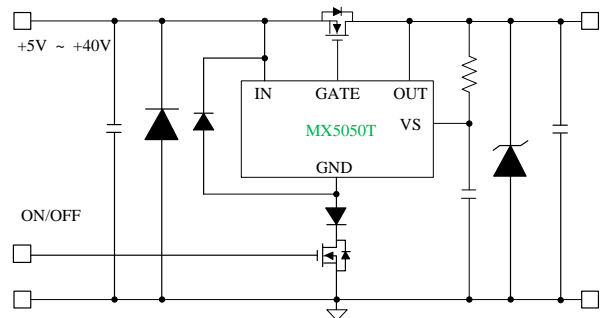 +5V ~ +40V
IN GATE OUT
MX5050T
VS
GND
ON/OFF